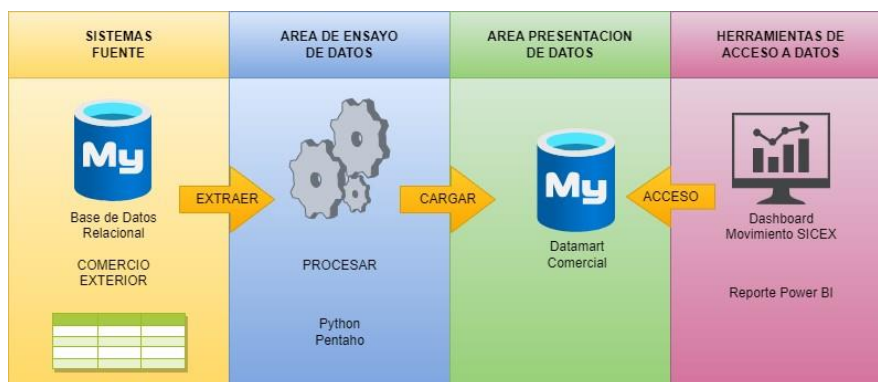 SISTEMAS
FUENTE
AREA DE ENSAYO
DE DATOS
AREA PRESENTACION
DE DATOS
HERRAMIENTAS DE
ACCESO A DATOS
My
EXTRAER
Base de Datos
Relacional
COMERCIO
EXTERIOR
PROCESAR
Python
Pentaho
CARGAR
My
Datamart
Comercial
ACCESO
Dashboard
Movimiento SICEX
Reporte Power BI